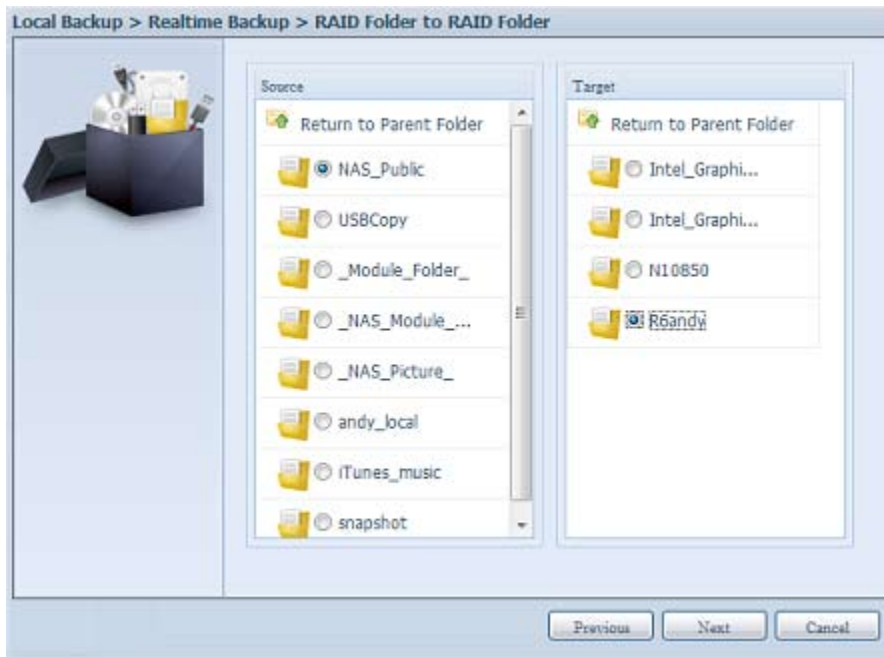 Local Backup > Realtime Backup > RAID Folder to RAID Folder
Source
Return to Parent Folder
NAS_Public
USBCopy
_Module_Folder_
_NAS_Module_...
_NAS_Picture_
andy_local
iTunes_music
snapshot
Target
Return to Parent Folder
Intel_Graphi...
Intel_Graphi...
N10850
R6andy
Previous
Next
Cancel